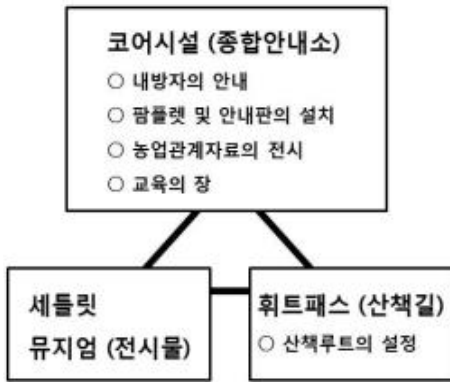 코어시설 (종합안내소)
○ 내방자의 안내
○ 팜플렛 및 안내판의 설치
○ 농업관계자료의 전시
○ 교육의 장
세틀릿
뮤지엄 (전시물)
휘트패스 (산책길)
○ 산책루트의 설정